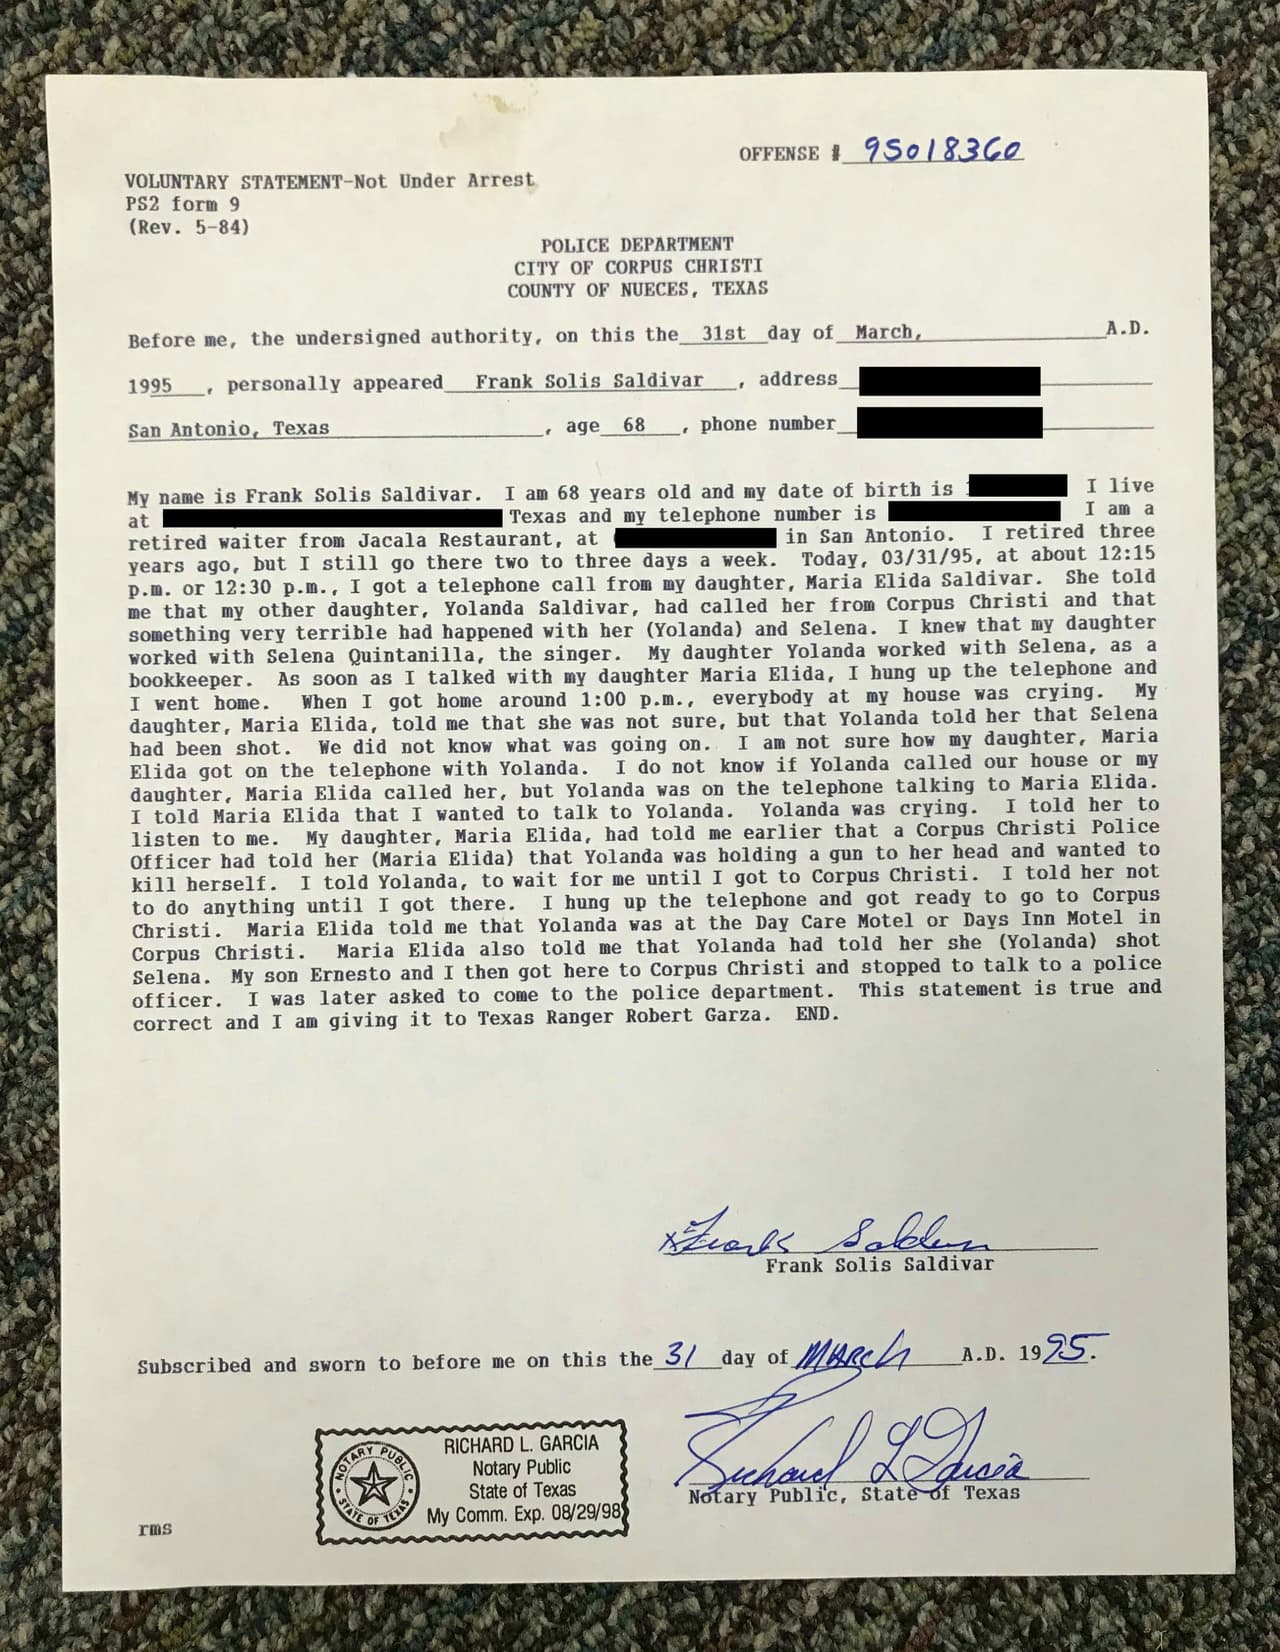 OFFENSE # 95018360
VOLUNTARY STATEMENT-Not Under Arrest
PS2 form 9
(Rev. 5-84)
POLICE DEPARTMENT
CITY OF CORPUS CHRISTI
COUNTY OF NUECES, TEXAS
Before me, the undersigned authority, on this the 31st day of March, A.D.
1995, personally appeared Frank Solis Saldivar, address
San Antonio, Texas, age 68, phone number
My name is Frank Solis Saldivar. I am 68 years old and my date of birth is I live
at Texas and my telephone number is I am a
retired waiter from Jacala Restaurant, at in San Antonio. I retired three
years ago, but I still go there two to three days a week. Today, 03/31/95, at about 12:15
p.m. or 12:30 p.m., I got a telephone call from my daughter, Maria Elida Saldivar. She told
me that my other daughter, Yolanda Saldivar, had called her from Corpus Christi and that
something very terrible had happened with her (Yolanda) and Selena. I knew that my daughter
worked with Selena Quintanilla, the singer. My daughter Yolanda worked with Selena, as a
bookkeeper. As soon as I talked with my daughter Maria Elida, I hung up the telephone and
I went home. When I got home around 1:00 p.m., everybody at my house was crying. My
daughter, Maria Elida, told me that she was not sure, but that Yolanda told her that Selena
had been shot. We did not know what was going on. I am not sure how my daughter, Maria
Elida got on the telephone with Yolanda. I do not know if Yolanda called our house or my
daughter, Maria Elida called her, but Yolanda was on the telephone talking to Maria Elida.
I told Maria Elida that I wanted to talk to Yolanda. Yolanda was crying. I told her to
listen to me. My daughter, Maria Elida, had told me earlier that a Corpus Christi Police
Officer had told her (Maria Elida) that Yolanda was holding a gun to her head and wanted to
kill herself. I told Yolanda, to wait for me until I got to Corpus Christi. I told her not
to do anything until I got there. I hung up the telephone and got ready to go to Corpus
Christi. Maria Elida told me that Yolanda was at the Day Care Motel or Days Inn Motel in
Corpus Christi. Maria Elida also told me that Yolanda had told her she (Yolanda) shot
Selena. My son Ernesto and I then got here to Corpus Christi and stopped to talk to a police
officer. I was later asked to come to the police department. This statement is true and
correct and I am giving it to Texas Ranger Robert Garza. END.
x Frank Saldivar
Frank Solis Saldivar
Subscribed and sworn to before me on this the 31 day of MARCH A.D. 1995.
Richard L Garcia
Notary Public, State of Texas
NOTARY PUBLIC
STATE OF TEXAS
RICHARD L. GARCIA
Notary Public
State of Texas
My Comm. Exp. 08/29/98
rms